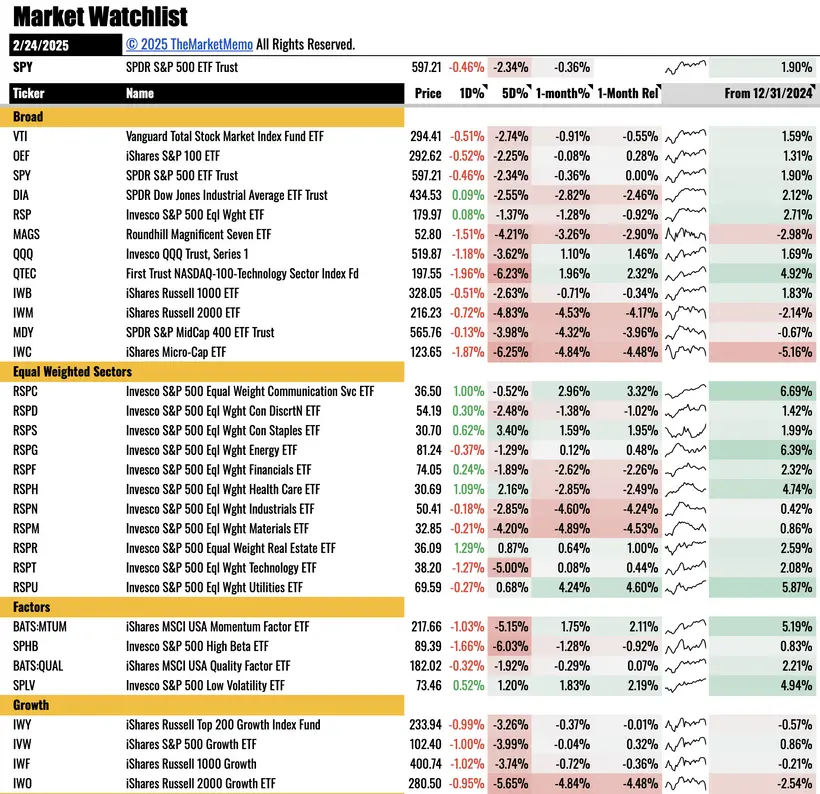 Market Watchlist
2/24/2025 © 2025 TheMarketMemo All Rights Reserved.
SPY SPDR S&P 500 ETF Trust 597.21 -0.46% -2.34% -0.36% 1.90%
Ticker Name Price 1D% 5D% 1-month% 1-Month Rel From 12/31/2024
Broad
VTI Vanguard Total Stock Market Index Fund ETF 294.41 -0.51% -2.74% -0.91% -0.55% 1.59%
OEF iShares S&P 100 ETF 292.62 -0.52% -2.25% -0.08% 0.28% 1.31%
SPY SPDR S&P 500 ETF Trust 597.21 -0.46% -2.34% -0.36% 0.00% 1.90%
DIA SPDR Dow Jones Industrial Average ETF Trust 434.53 0.09% -2.55% -2.82% -2.46% 2.12%
RSP Invesco S&P 500 Eql Wght ETF 179.97 0.08% -1.37% -1.28% -0.92% 2.71%
MAGS Roundhill Magnificent Seven ETF 52.80 -1.51% -4.21% -3.26% -2.90% -2.98%
QQQ Invesco QQQ Trust, Series 1 519.87 -1.18% -3.62% 1.10% 1.46% 1.69%
QTEC First Trust NASDAQ-100-Technology Sector Index Fd 197.55 -1.96% -6.23% 1.96% 2.32% 4.92%
IWB iShares Russell 1000 ETF 328.05 -0.51% -2.63% -0.71% -0.34% 1.83%
IWM iShares Russell 2000 ETF 216.23 -0.72% -4.83% -4.53% -4.17% -2.14%
MDY SPDR S&P MidCap 400 ETF Trust 565.76 -0.13% -3.98% -4.32% -3.96% -0.67%
IWC iShares Micro-Cap ETF 123.65 -1.87% -6.25% -4.84% -4.48% -5.16%
Equal Weighted Sectors
RSPC Invesco S&P 500 Equal Weight Communication Svc ETF 36.50 1.00% -0.52% 2.96% 3.32% 6.69%
RSPD Invesco S&P 500 Eql Wght Con DiscrtN ETF 54.19 0.30% -2.48% -1.38% -1.02% 1.42%
RSPS Invesco S&P 500 Eql Wght Con Staples ETF 30.70 0.62% 3.40% 1.59% 1.95% 1.99%
RSPG Invesco S&P 500 Eql Wght Energy ETF 81.24 -0.37% -1.29% 0.12% 0.48% 6.39%
RSPF Invesco S&P 500 Eql Wght Financials ETF 74.05 0.24% -1.89% -2.62% -2.26% 2.32%
RSPH Invesco S&P 500 Eql Wght Health Care ETF 30.69 1.09% 2.16% -2.85% -2.49% 4.74%
RSPN Invesco S&P 500 Eql Wght Industrials ETF 50.41 -0.18% -2.85% -4.60% -4.24% 0.42%
RSPM Invesco S&P 500 Eql Wght Materials ETF 32.85 -0.21% -4.20% -4.89% -4.53% 0.86%
RSPR Invesco S&P 500 Equal Weight Real Estate ETF 36.09 1.29% 0.87% 0.64% 1.00% 2.59%
RSPT Invesco S&P 500 Eql Wght Technology ETF 38.20 -1.27% -5.00% 0.08% 0.44% 2.08%
RSPU Invesco S&P 500 Eql Wght Utilities ETF 69.59 -0.27% 0.68% 4.24% 4.60% 5.87%
Factors
BATS:MTUM iShares MSCI USA Momentum Factor ETF 217.66 -1.03% -5.15% 1.75% 2.11% 5.19%
SPHB Invesco S&P 500 High Beta ETF 89.39 -1.66% -6.03% -1.28% -0.92% 0.83%
BATS:QUAL iShares MSCI USA Quality Factor ETF 182.02 -0.32% -1.92% -0.29% 0.07% 2.21%
SPLV Invesco S&P 500 Low Volatility ETF 73.46 0.52% 1.20% 1.83% 2.19% 4.94%
Growth
IWY iShares Russell Top 200 Growth Index Fund 233.94 -0.99% -3.26% -0.37% -0.01% -0.57%
IVW iShares S&P 500 Growth ETF 102.40 -1.00% -3.99% -0.04% 0.32% 0.86%
IWF iShares Russell 1000 Growth 400.74 -1.02% -3.74% -0.72% -0.36% -0.21%
IWO iShares Russell 2000 Growth ETF 280.50 -0.95% -5.65% -4.84% -4.48% -2.54%